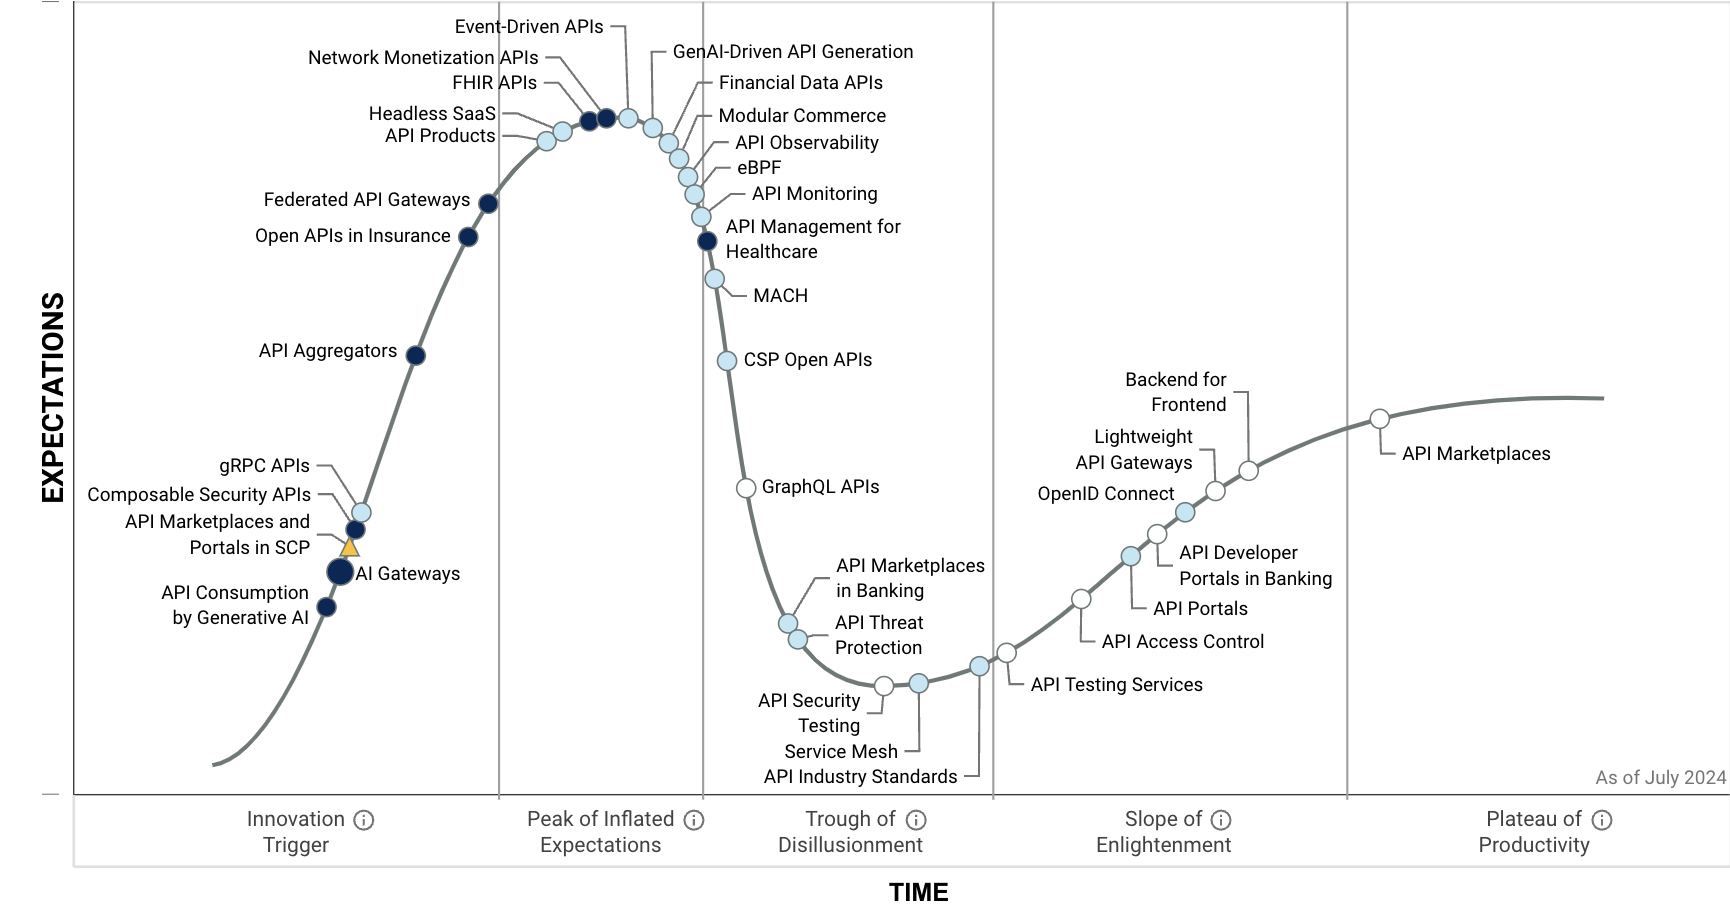 Event-Driven APIs
GenAI-Driven API Generation
Network Monetization APIs
Financial Data APIs
FHIR APIs
Headless SaaS
Modular Commerce
API Products
API Observability
eBPF
API Monitoring
Federated API Gateways
API Management for
Healthcare
Open APIs in Insurance
MACH
API Aggregators
CSP Open APIs
Backend for
Frontend
Lightweight
API Gateways
API Marketplaces
gRPC APIs
GraphQL APIs
OpenID Connect
Composable Security APIs
API Marketplaces and
Portals in SCP
AI Gateways
API Consumption
by Generative AI
API Marketplaces
in Banking
API Developer
Portals in Banking
API Portals
API Threat
Protection
API Access Control
API Testing Services
API Security
Testing
Service Mesh
API Industry Standards
EXPECTATIONS
As of July 2024
Innovation
Trigger
Peak of Inflated
Expectations
Trough of
Disillusionment
Slope of
Enlightenment
Plateau of
Productivity
TIME